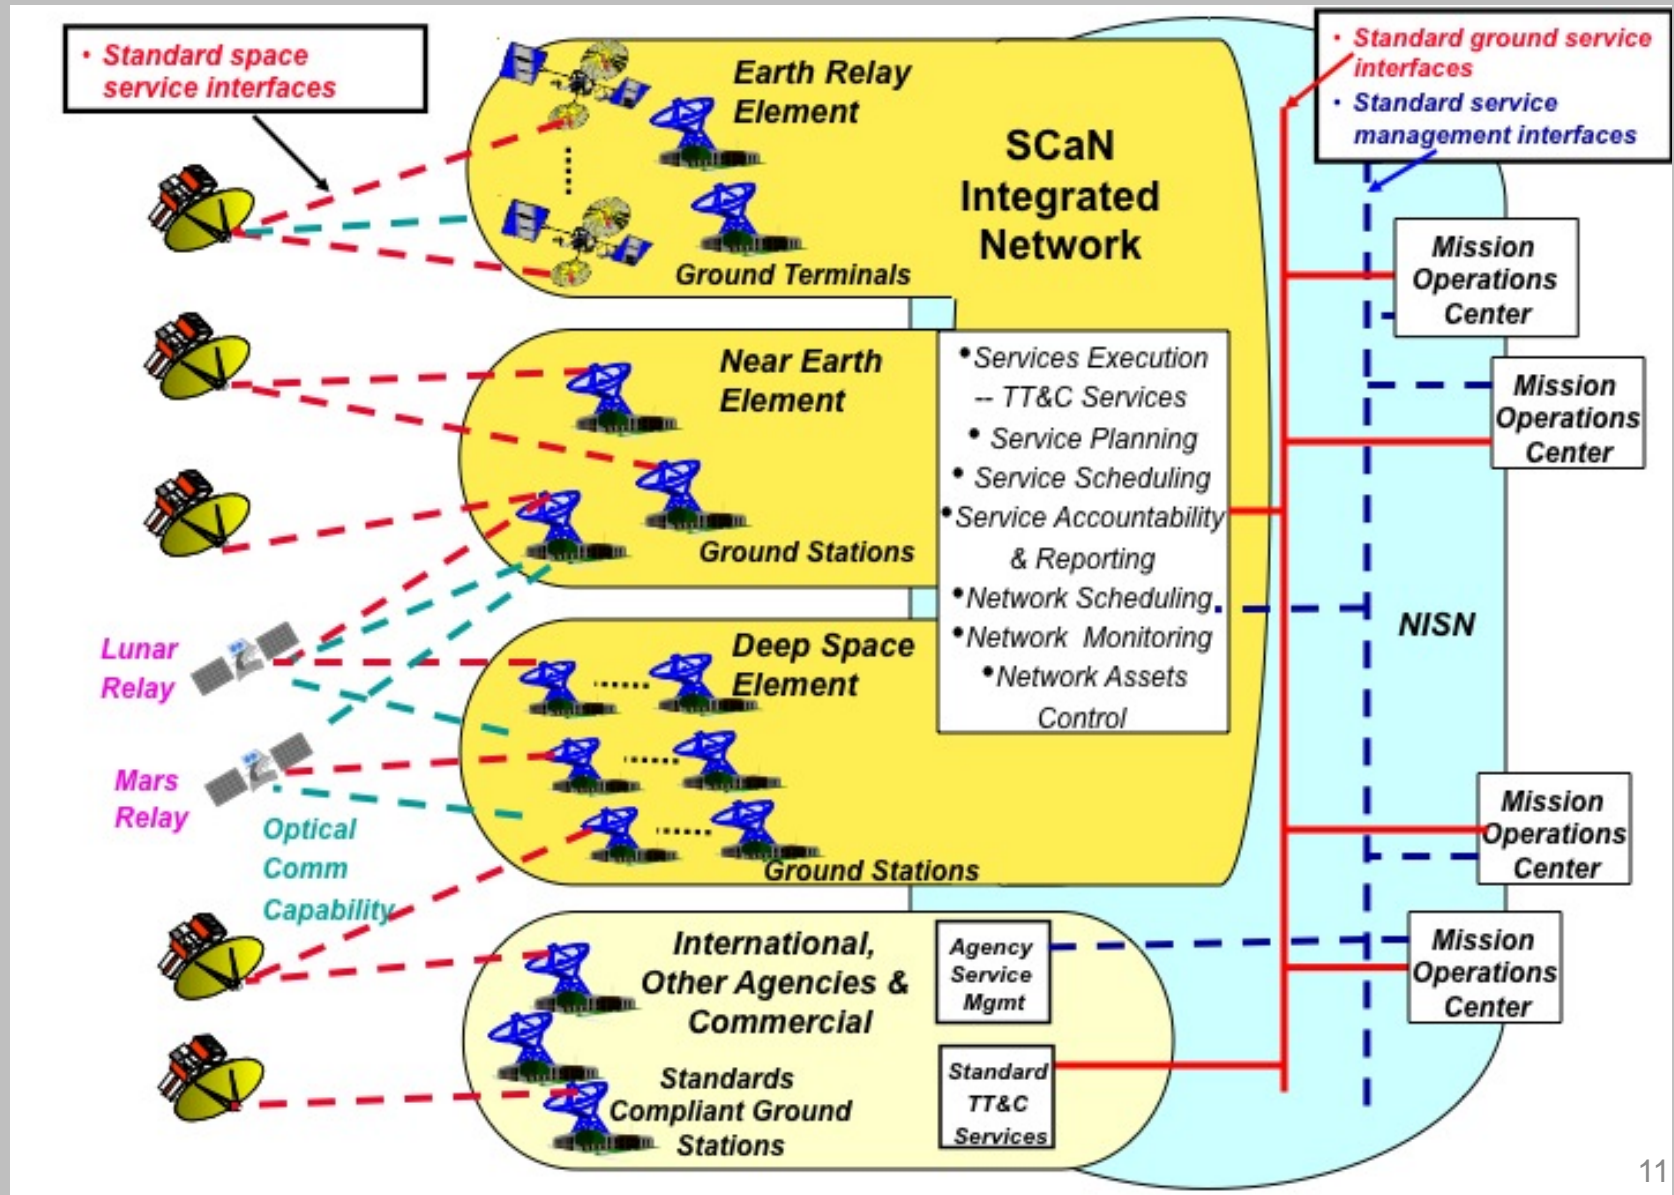 • Standard space
service interfaces
• Standard ground service
interfaces
• Standard service
management interfaces
Earth Relay
Element
Ground Terminals
SCaN
Integrated
Network
Near Earth
Element
Ground Stations
Deep Space
Element
Ground Stations
•Services Execution
-- TT&C Services
• Service Planning
• Service Scheduling
•Service Accountability
& Reporting
•Network Scheduling
•Network Monitoring
•Network Assets
Control
Lunar
Relay
Mars
Relay
Optical
Comm
Capability
International,
Other Agencies &
Commercial
Standards
Compliant Ground
Stations
Agency
Service
Mgmt
Standard
TT&C
Services
NISN
Mission
Operations
Center
Mission
Operations
Center
Mission
Operations
Center
Mission
Operations
Center
11